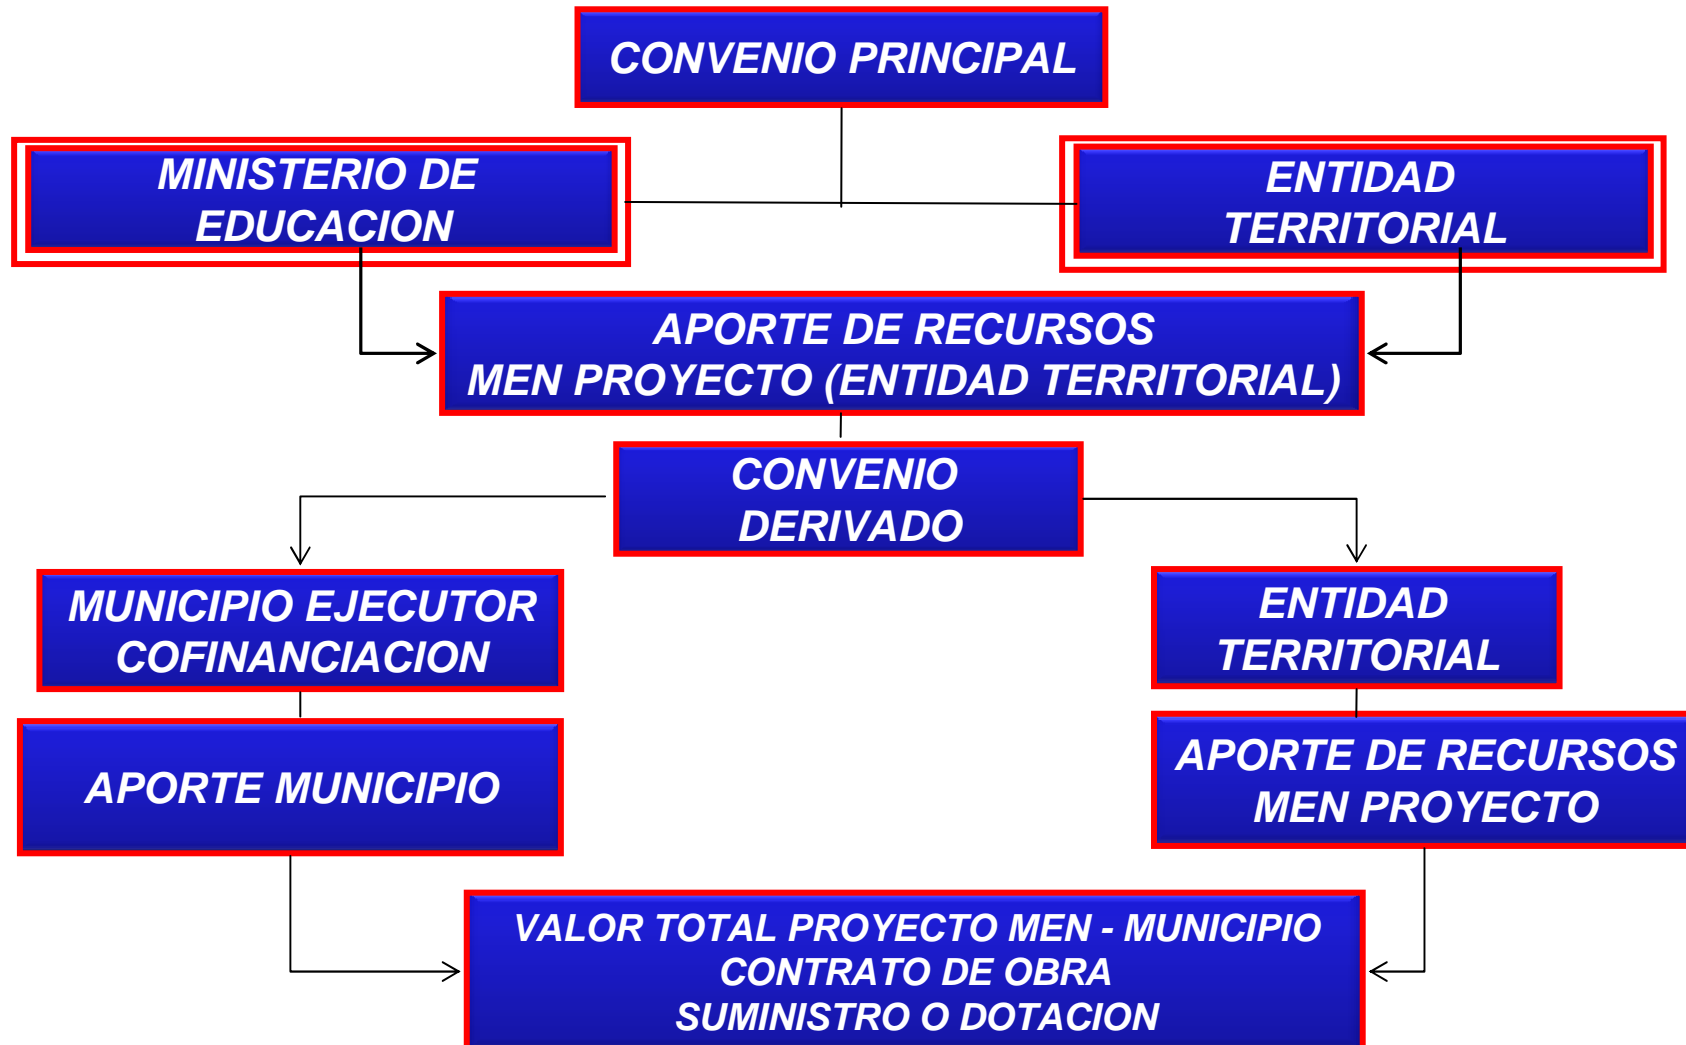 CONVENIO PRINCIPAL
MINISTERIO DE
EDUCACION
ENTIDAD
TERRITORIAL
APORTE DE RECURSOS
MEN PROYECTO (ENTIDAD TERRITORIAL)
CONVENIO
DERIVADO
MUNICIPIO EJECUTOR
COFINANCIACION
ENTIDAD
TERRITORIAL
APORTE MUNICIPIO
APORTE DE RECURSOS
MEN PROYECTO
VALOR TOTAL PROYECTO MEN - MUNICIPIO
CONTRATO DE OBRA
SUMINISTRO O DOTACION